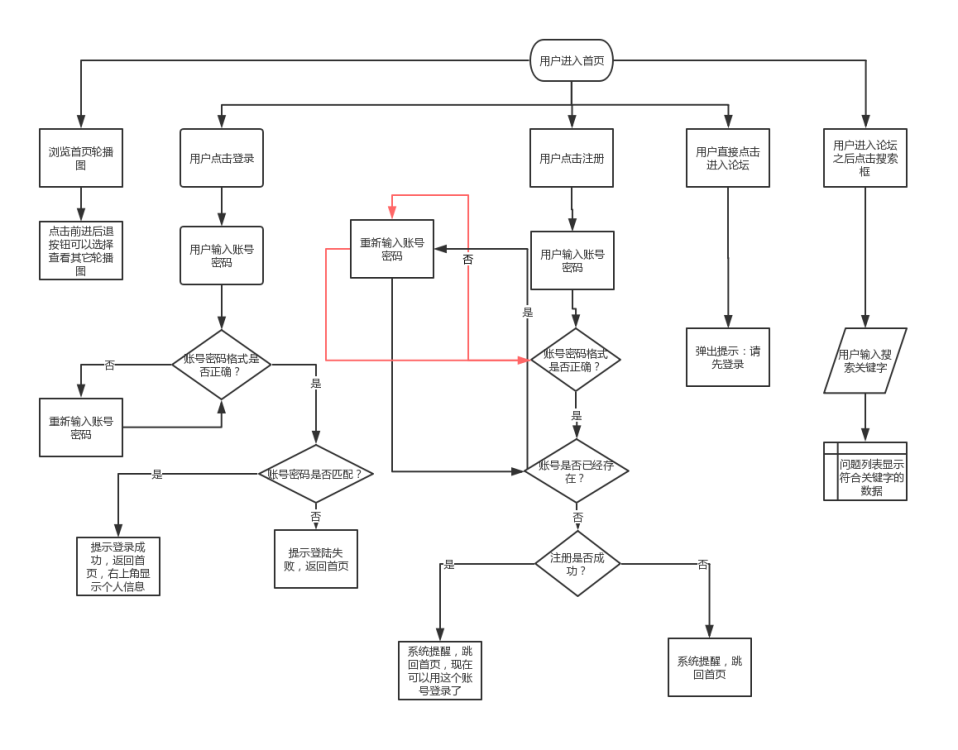 用户进入首页
浏览首页轮播
图
用户点击登录
用户点击注册
用户直接点击
进入论坛
用户进入论坛
之后点击搜索
框
点击前进后退
按钮可以选择
查看其它轮播
图
用户输入账号
密码
重新输入账号
密码
否
用户输入账号
密码
是
账号密码格式是
否正确？
否
是
重新输入账号
密码
账号密码格式
是否正确？
是
弹出提示：请
先登录
用户输入搜
索关键字
账号密码是否匹配？
是
否
账号是否已经存
在？
否
问题列表显示
符合关键字的
数据
提示登录成
功，返回首
页，右上角显
示个人信息
提示登陆失
败，返回首页
注册是否成
功？
是
否
系统提醒，跳
回首页，现在
可以用这个账
号登录了
系统提醒，跳
回首页